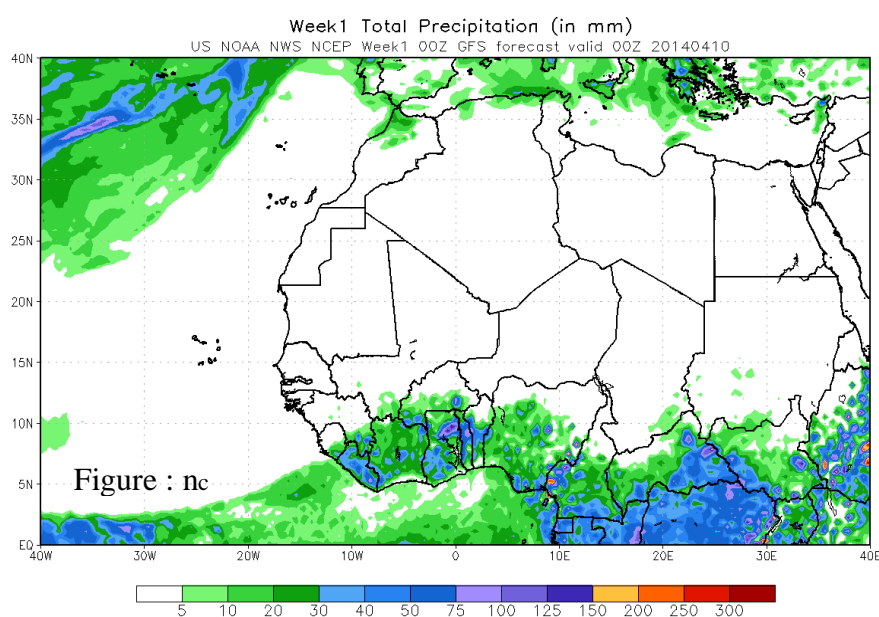 Week1 Total Precipitation (in mm)
US NOAA NWS NCEP Week1 00Z GFS forecast valid 00Z 20140410
40N
35N
30N
25N
20N
15N
10N
5N
EQ
Figure : nc
40W 30W 20W 10W 0 10E 20E 30E 40E
5 10 20 30 40 50 75 100 125 150 200 250 300